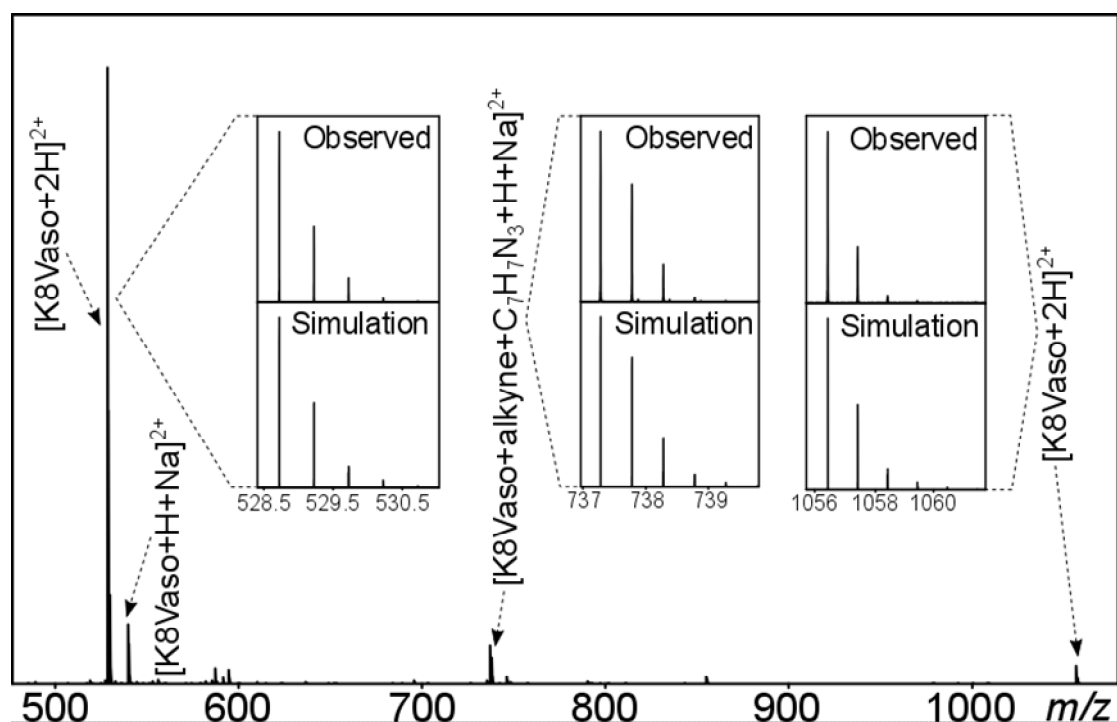 [K8Vaso+2H]²⁺
[K8Vaso+H+Na]²⁺
Observed
Simulation
528.5 529.5 530.5
[K8Vaso+alkyne+C₇H₇N₃+H+Na]²⁺
Observed
Simulation
737 738 739
Observed
Simulation
1056 1058 1060
[K8Vaso+2H]²⁺
500 600 700 800 900 1000 m/z